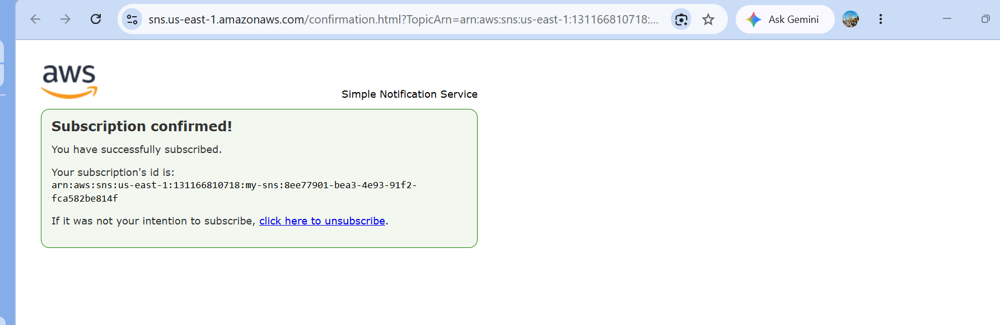 sns.us-east-1.amazonaws.com/confirmation.html?TopicArn=arn:aws:sns:us-east-1:131166810718:...
Ask Gemini
aws
Simple Notification Service
Subscription confirmed!
You have successfully subscribed.
Your subscription's id is:
arn:aws:sns:us-east-1:131166810718:my-sns:8ee77901-bea3-4e93-91f2-
fca582be814f
If it was not your intention to subscribe, click here to unsubscribe.